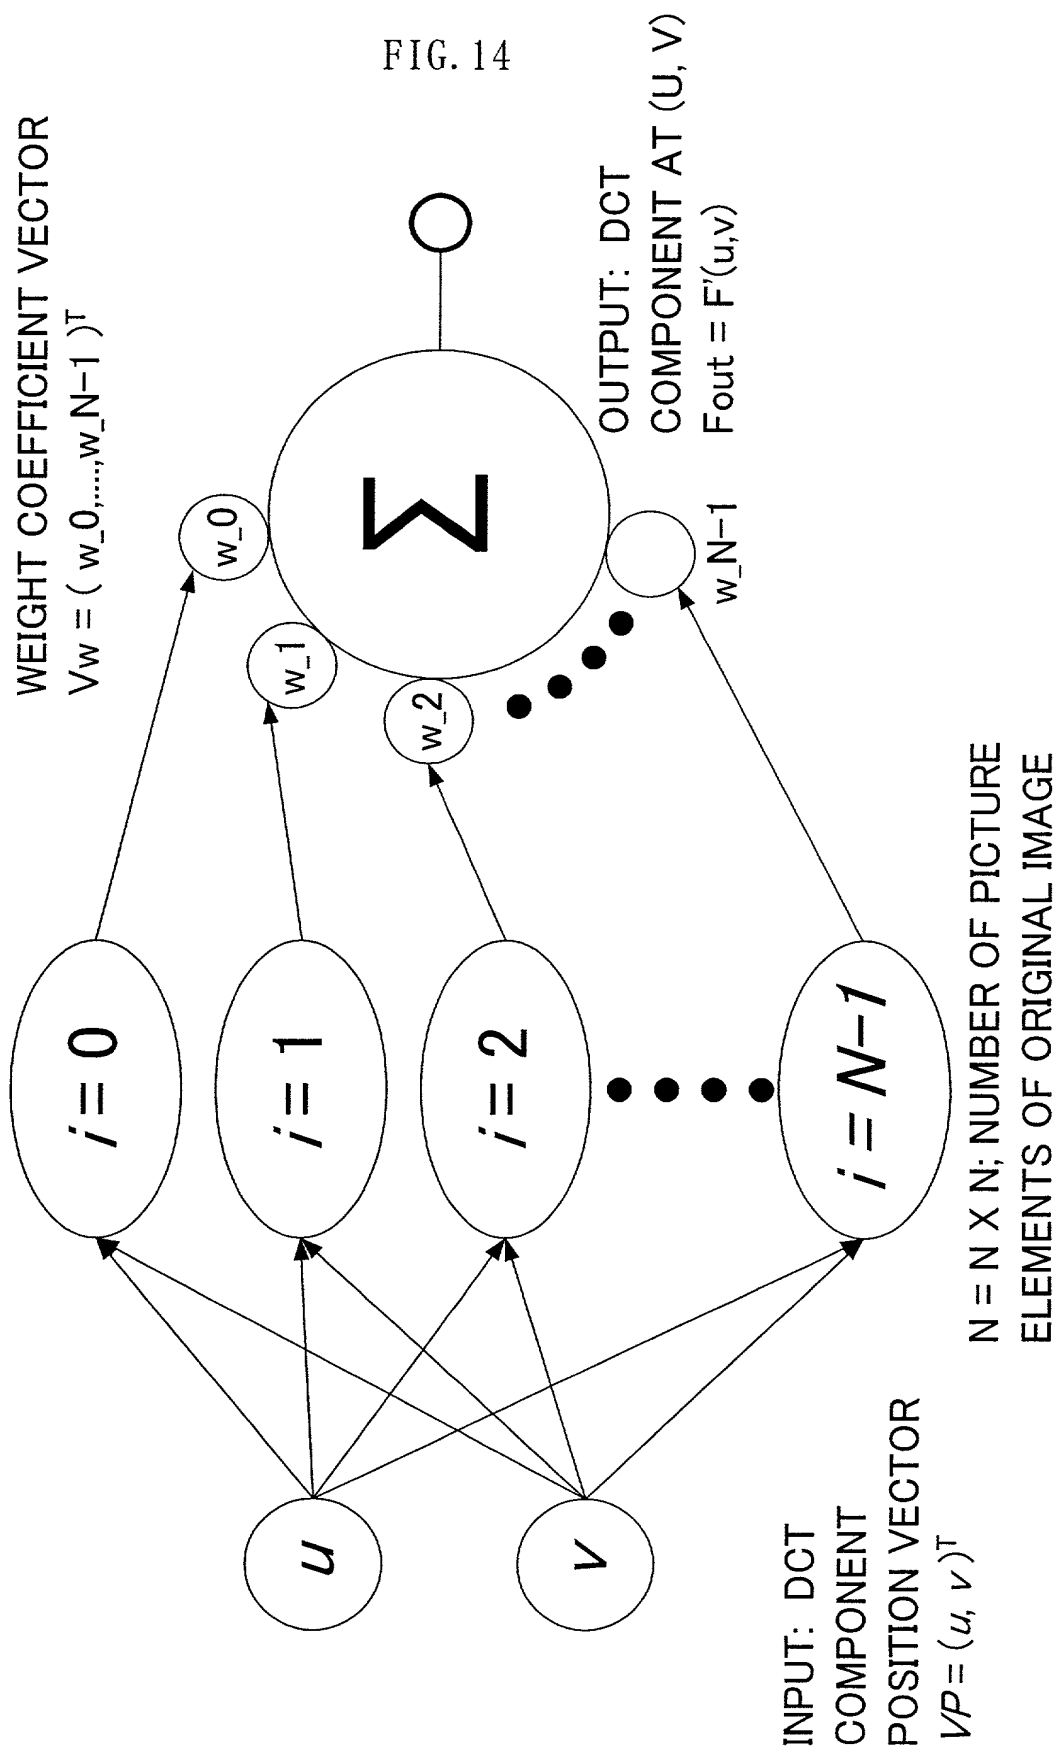 FIG. 14
WEIGHT COEFFICIENT VECTOR
Vw = ( w_0,....,w_N-1 )ᵀ
w_0
w_1
w_2
w_N-1
Σ
OUTPUT: DCT
COMPONENT AT (U, V)
Fout = F'(u,v)
i = 0
i = 1
i = 2
i = N-1
N = N X N; NUMBER OF PICTURE
ELEMENTS OF ORIGINAL IMAGE
u
v
INPUT: DCT
COMPONENT
POSITION VECTOR
VP = (u, v)ᵀ